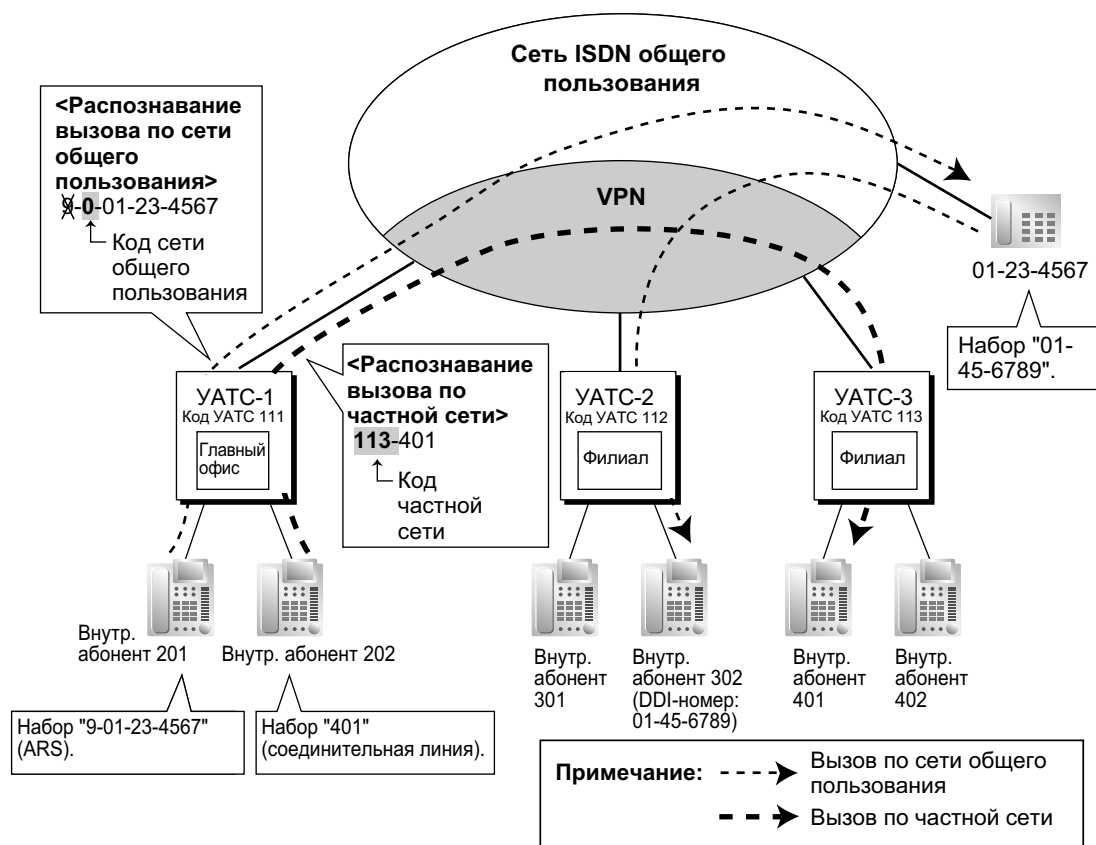 Сеть ISDN общего
пользования
<Распознавание
вызова по сети
общего
пользования>
9-0-01-23-4567
Код сети
общего
пользования
VPN
01-23-4567
Набор "01-
45-6789".
УАТС-1
Код УАТС 111
Главный
офис
<Распознавание
вызова по
частной сети>
113-401
Код
частной
сети
УАТС-2
Код УАТС 112
Филиал
УАТС-3
Код УАТС 113
Филиал
Внутр.
абонент 201
Внутр. абонент 202
Внутр.
абонент
301
Внутр.
абонент 302
(DDI-номер:
01-45-6789)
Внутр.
абонент
401
Внутр.
абонент
402
Набор "9-01-23-4567"
(ARS).
Набор "401"
(соединительная линия).
Примечание:
Вызов по сети общего
пользования
Вызов по частной сети